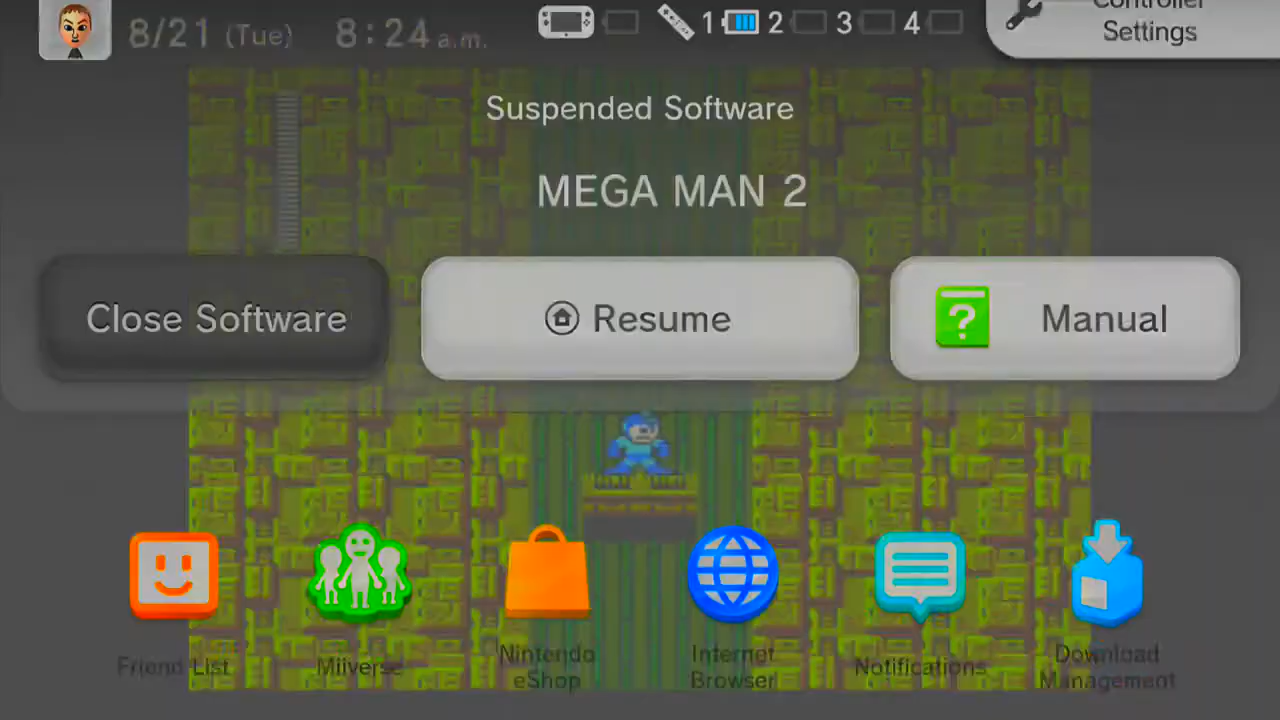 8/21 (Tue) 8:24 a.m. 1 2 3 4
Controller
Settings
Suspended Software
MEGA MAN 2
Close Software
Resume
? Manual
Friend List
Miiverse
Nintendo
eShop
Internet
Browser
Notifications
Download
Management